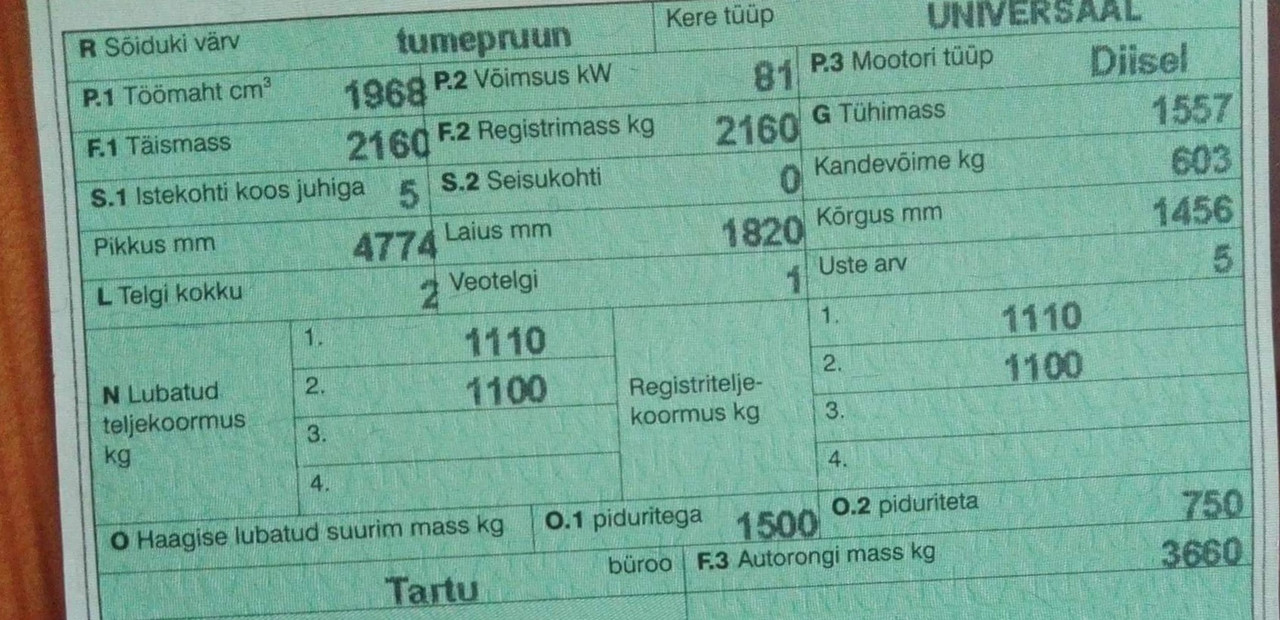 R Sõiduki värv tumepruun Kere tüüp UNIVERSAAL
P.1 Töömaht cm³ 1968 P.2 Võimsus kW 81 P.3 Mootori tüüp Diisel
F.1 Täismass 2160 F.2 Registrimass kg 2160 G Tühimass 1557
S.1 Istekohti koos juhiga 5 S.2 Seisukohti 0 Kandevõime kg 603
Pikkus mm 4774 Laius mm 1820 Kõrgus mm 1456
L Telgi kokku 2 Veotelgi 1 Uste arv 5
N Lubatud
teljekoormus
kg
1. 1110
2. 1100
3.
4.
Registritelje-
koormus kg
1. 1110
2. 1100
3.
4.
O Haagise lubatud suurim mass kg O.1 piduritega 1500 O.2 piduriteta 750
Tartu büroo F.3 Autorongi mass kg 3660